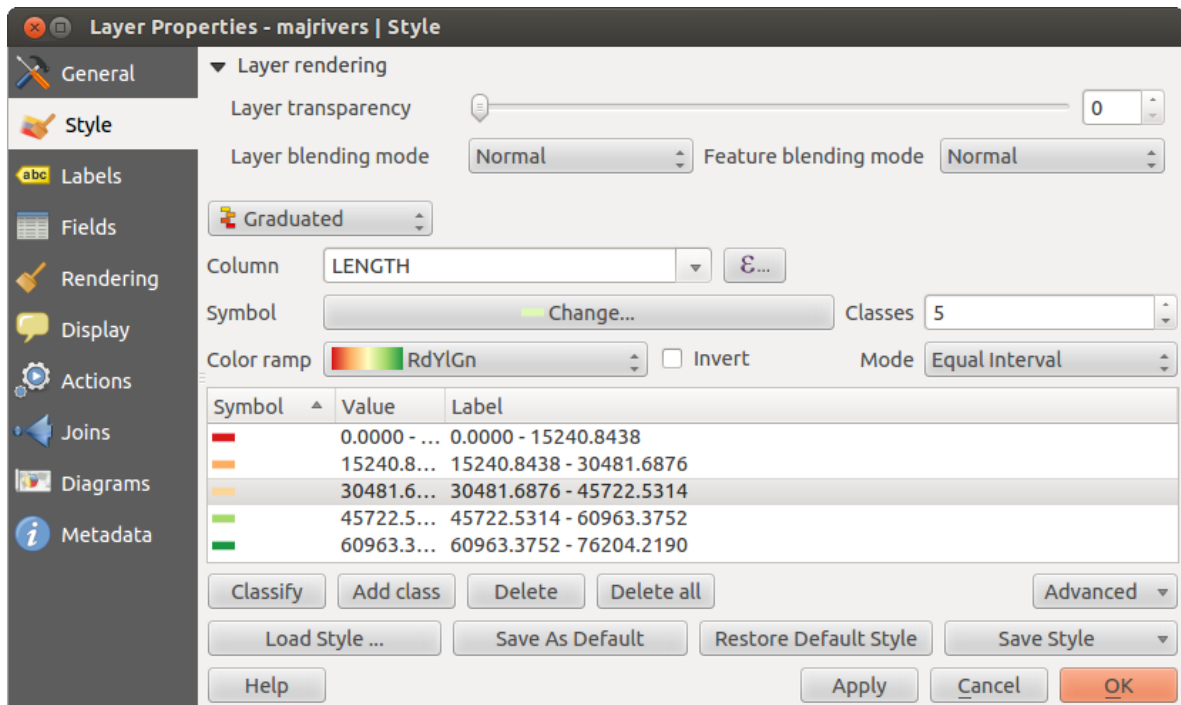 Layer Properties - majrivers | Style
General
Style
abc Labels
Fields
Rendering
Display
Actions
Joins
Diagrams
i Metadata
Layer rendering
Layer transparency 0
Layer blending mode Normal Feature blending mode Normal
Graduated
Column LENGTH ε...
Symbol Change... Classes 5
Color ramp RdYlGn Invert Mode Equal Interval
Symbol Value Label
0.0000 - ... 0.0000 - 15240.8438
15240.8... 15240.8438 - 30481.6876
30481.6... 30481.6876 - 45722.5314
45722.5... 45722.5314 - 60963.3752
60963.3... 60963.3752 - 76204.2190
Classify Add class Delete Delete all Advanced
Load Style ... Save As Default Restore Default Style Save Style
Help Apply Cancel OK